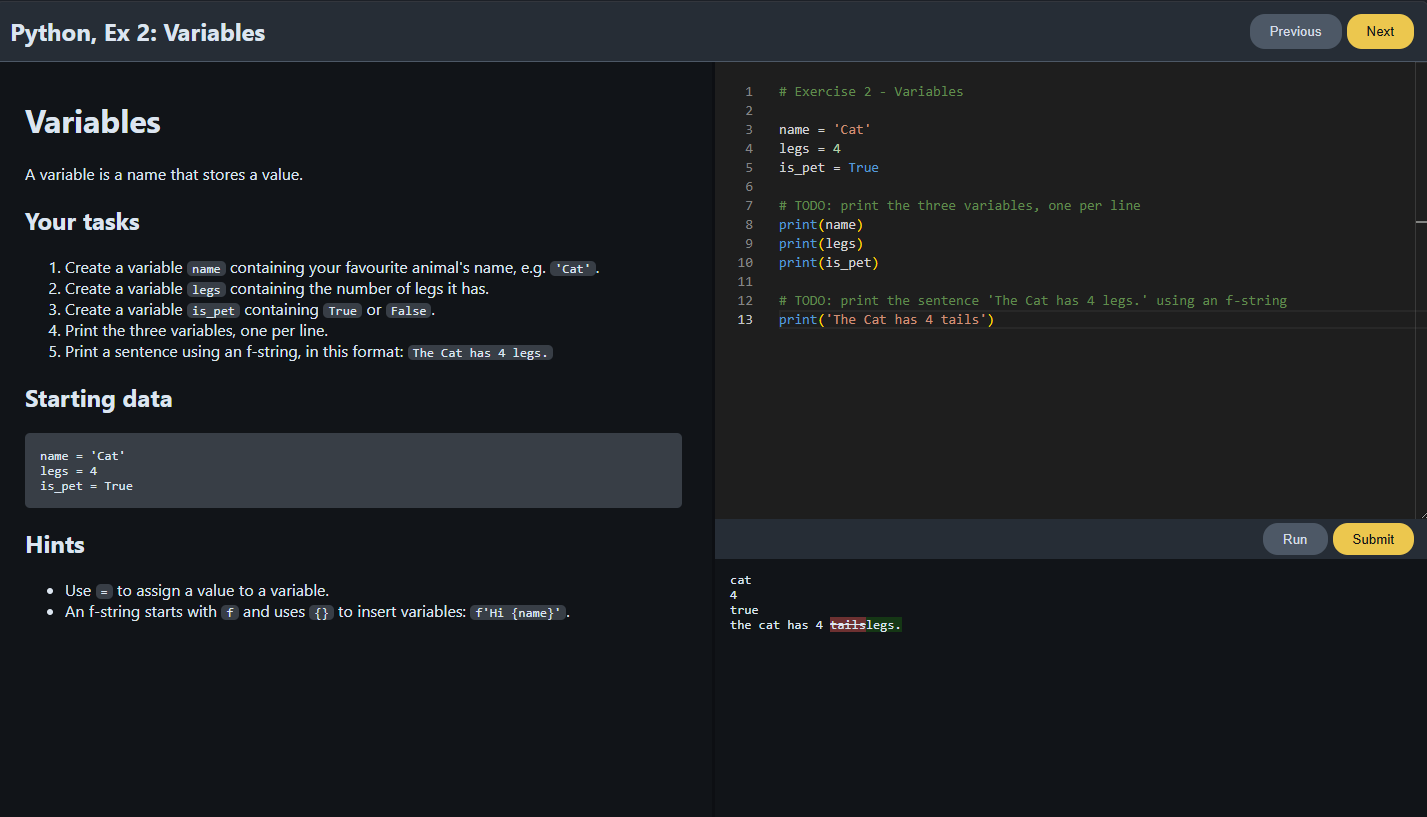 Python, Ex 2: Variables
Previous
Next
Variables
A variable is a name that stores a value.
Your tasks
1. Create a variable name containing your favourite animal's name, e.g. 'Cat'.
2. Create a variable legs containing the number of legs it has.
3. Create a variable is_pet containing True or False.
4. Print the three variables, one per line.
5. Print a sentence using an f-string, in this format: The Cat has 4 legs.
Starting data
name = 'Cat'
legs = 4
is_pet = True
Hints
• Use = to assign a value to a variable.
• An f-string starts with f and uses {} to insert variables: f'Hi {name}'.
1 # Exercise 2 - Variables
2
3 name = 'Cat'
4 legs = 4
5 is_pet = True
6
7 # TODO: print the three variables, one per line
8 print(name)
9 print(legs)
10 print(is_pet)
11
12 # TODO: print the sentence 'The Cat has 4 legs.' using an f-string
13 print('The Cat has 4 tails')
Run
Submit
cat
4
true
the cat has 4 tailslegs.